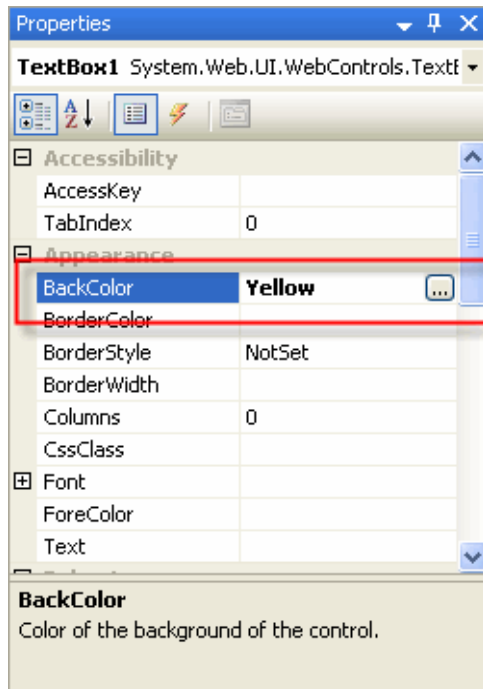 Properties
TextBox1 System.Web.UI.WebControls.TextB
Accessibility
AccessKey
TabIndex 0
Appearance
BackColor Yellow ...
BorderColor
BorderStyle NotSet
BorderWidth
Columns 0
CssClass
Font
ForeColor
Text
BackColor
Color of the background of the control.